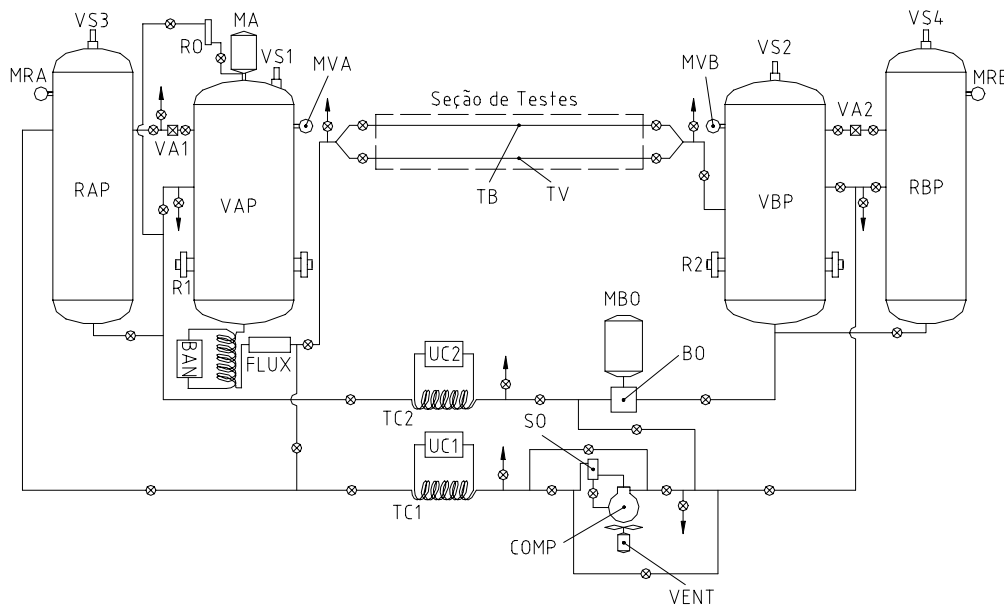 VS3
MA
VS4
RO
VS1
VS2
MRA
MVA
MVB
MRB
Seção de Testes
VA1
VA2
TB
TV
RAP
VAP
VBP
RBP
R1
R2
MBO
BAN
FLUX
UC2
BO
TC2
SO
UC1
TC1
COMP
VENT